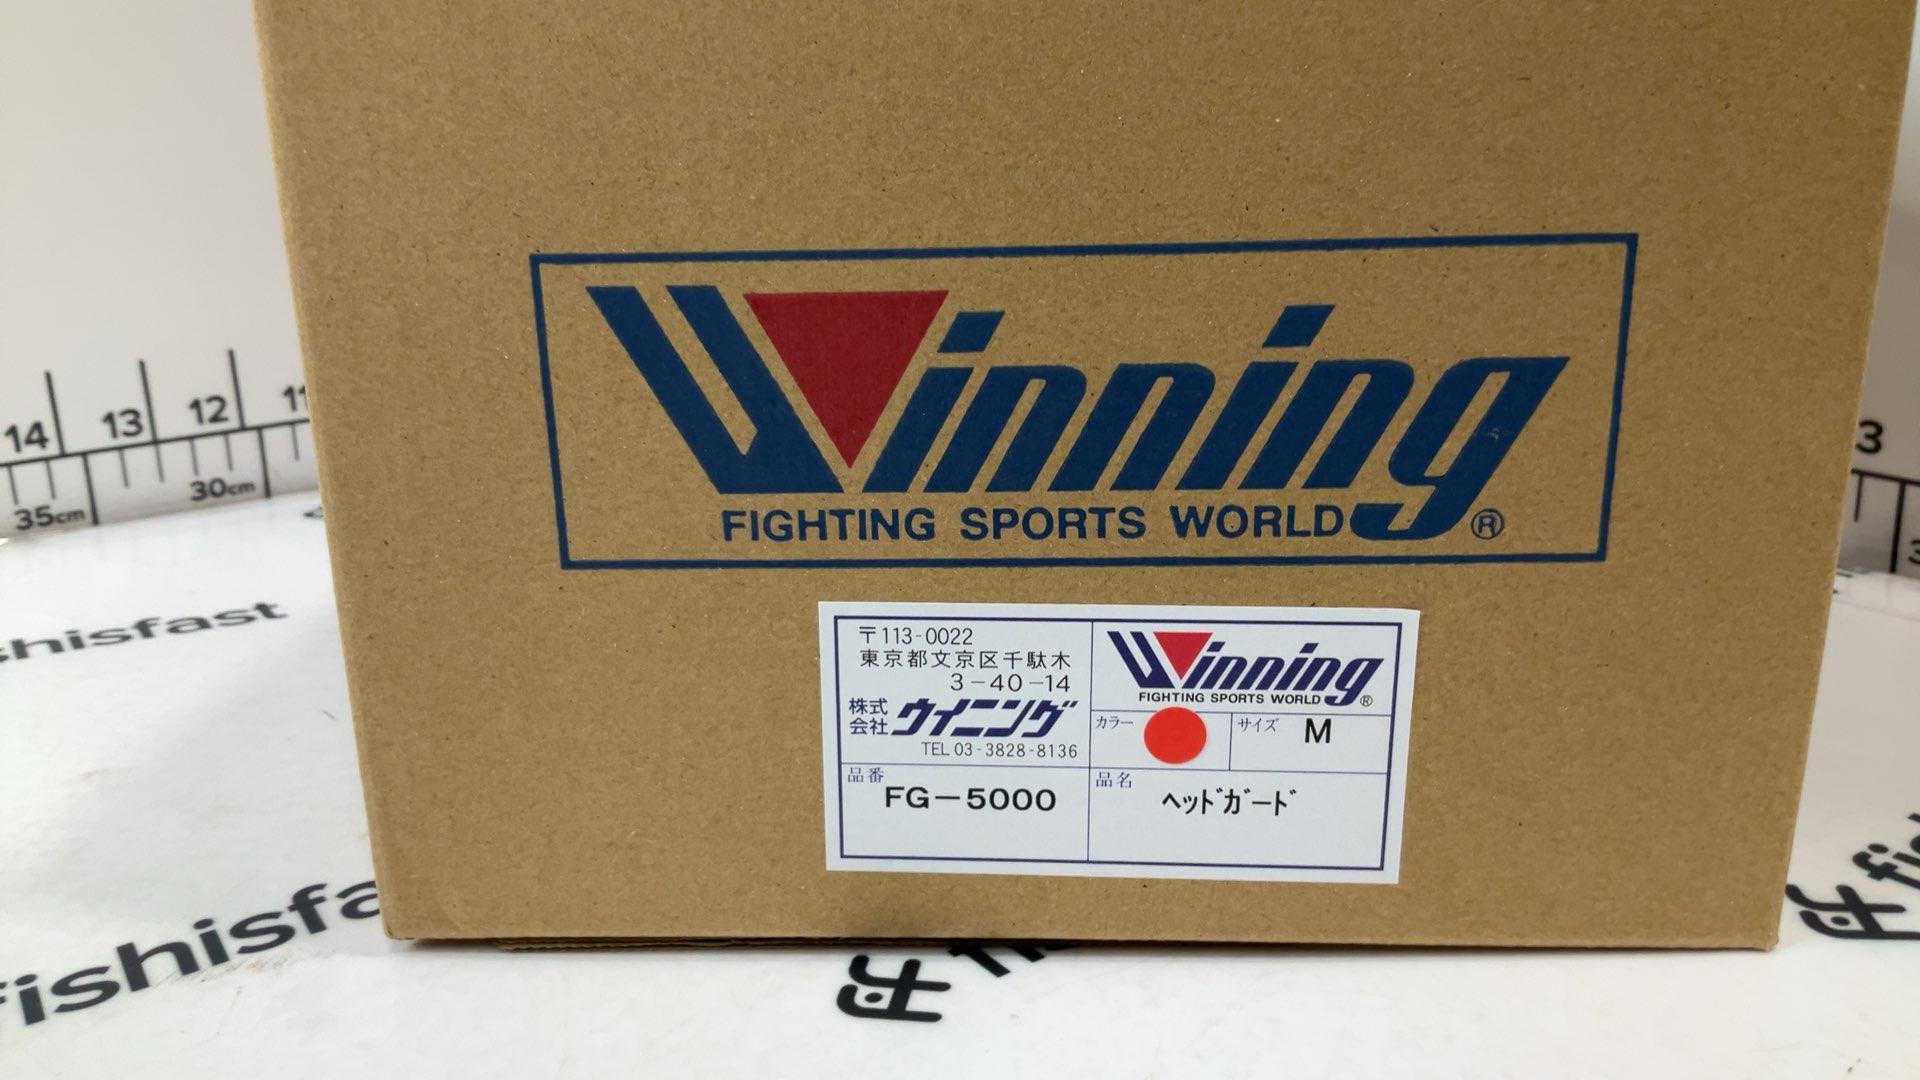 Winning
FIGHTING SPORTS WORLD ®
〒113-0022
東京都文京区千駄木
3-40-14
株式会社 ウイニング
TEL 03-3828-8136
Winning
FIGHTING SPORTS WORLD ®
カラー
サイズ M
品番
FG-5000
品名
ヘッドガード
14 13 12 11
35cm 30cm
3
hisfast
fishisfa